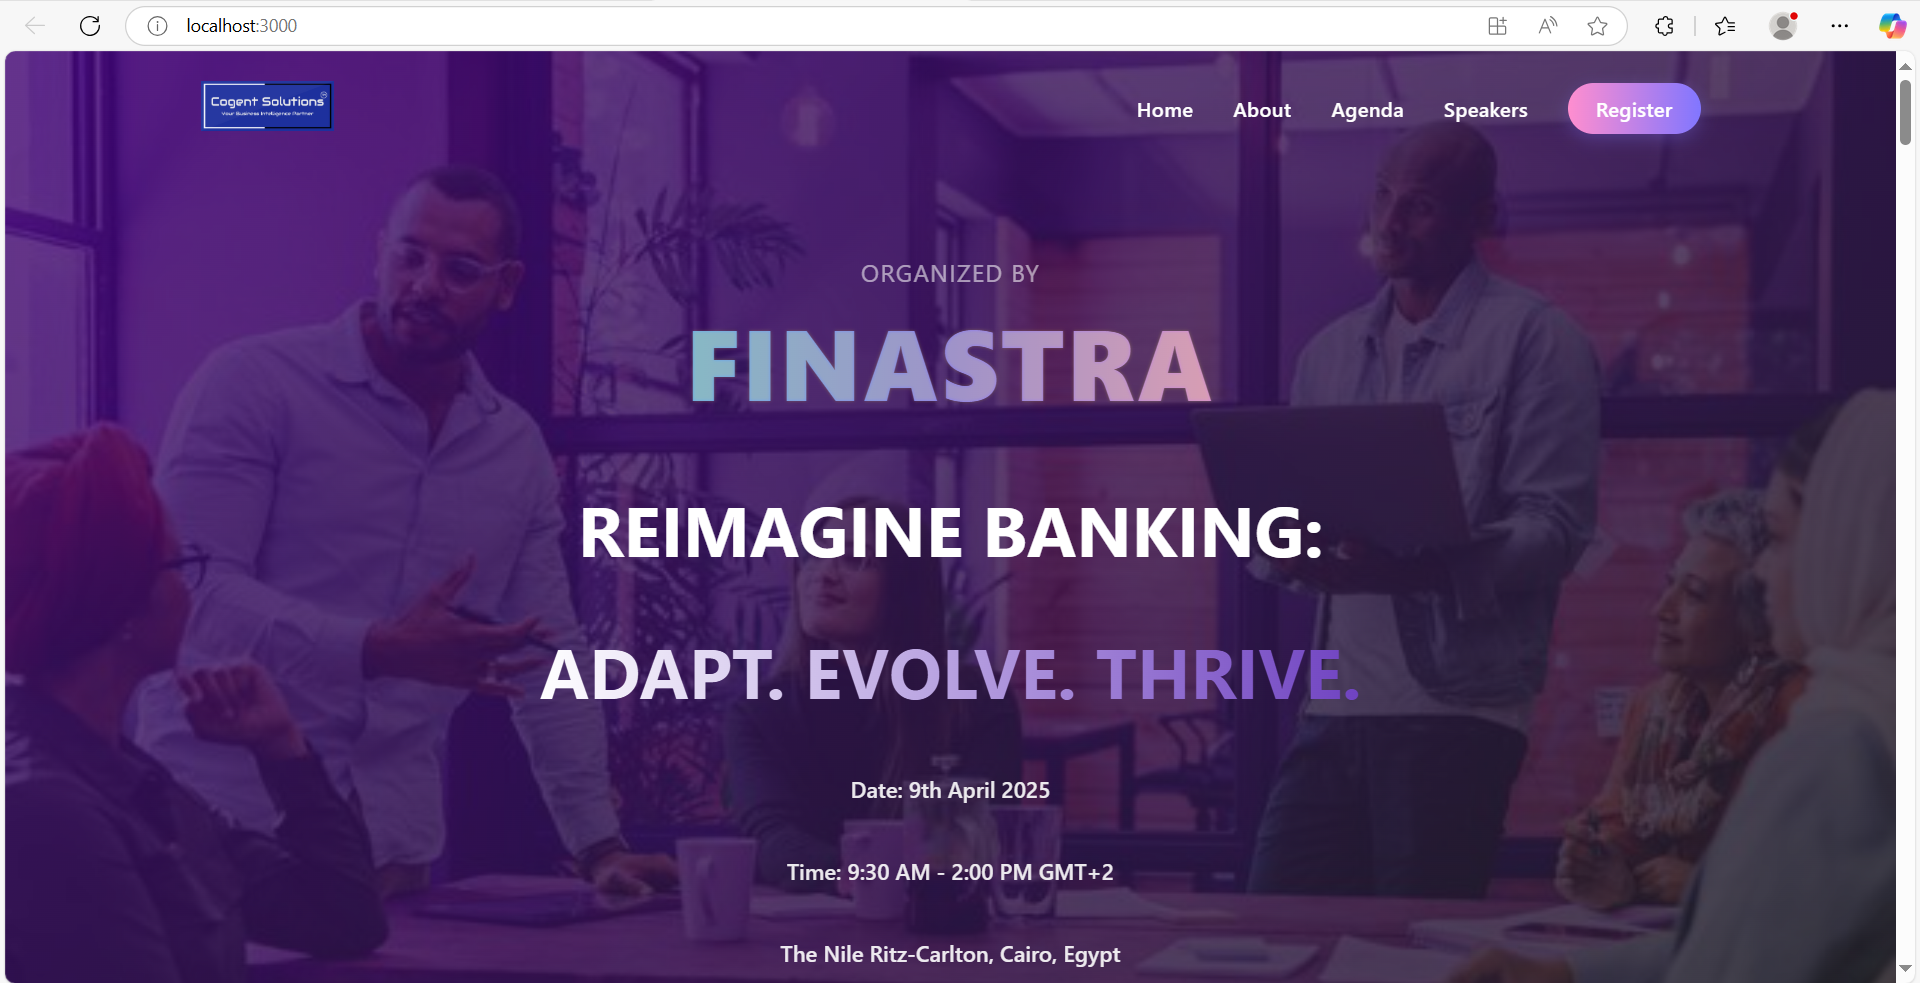 localhost:3000
Cogent Solutions
Your Business Intelligence Partner
Home
About
Agenda
Speakers
Register
ORGANIZED BY
FINASTRA
REIMAGINE BANKING:
ADAPT. EVOLVE. THRIVE.
Date: 9th April 2025
Time: 9:30 AM - 2:00 PM GMT+2
The Nile Ritz-Carlton, Cairo, Egypt